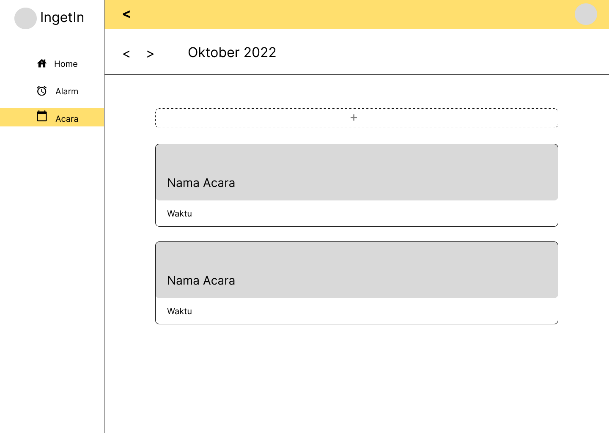 IngetIn
<
Home
Alarm
Acara
< > Oktober 2022
+
Nama Acara
Waktu
Nama Acara
Waktu